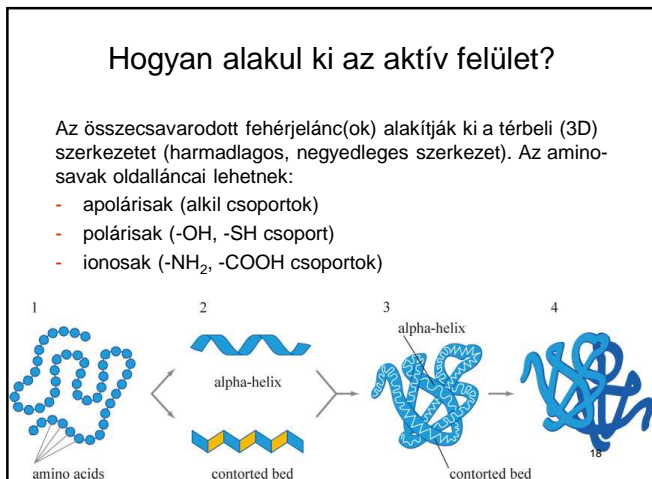 Hogyan alakul ki az aktív felület?
Az összecsavarodott fehérjelánc(ok) alakítják ki a térbeli (3D)
szerkezetet (harmadlagos, negyedleges szerkezet). Az amino-
savak oldalláncai lehetnek:
- apolárisak (alkil csoportok)
- polárisak (-OH, -SH csoport)
- ionosak (-NH₂, -COOH csoportok)
1
2
3
4
alpha-helix
alpha-helix
18
amino acids
contorted bed
contorted bed